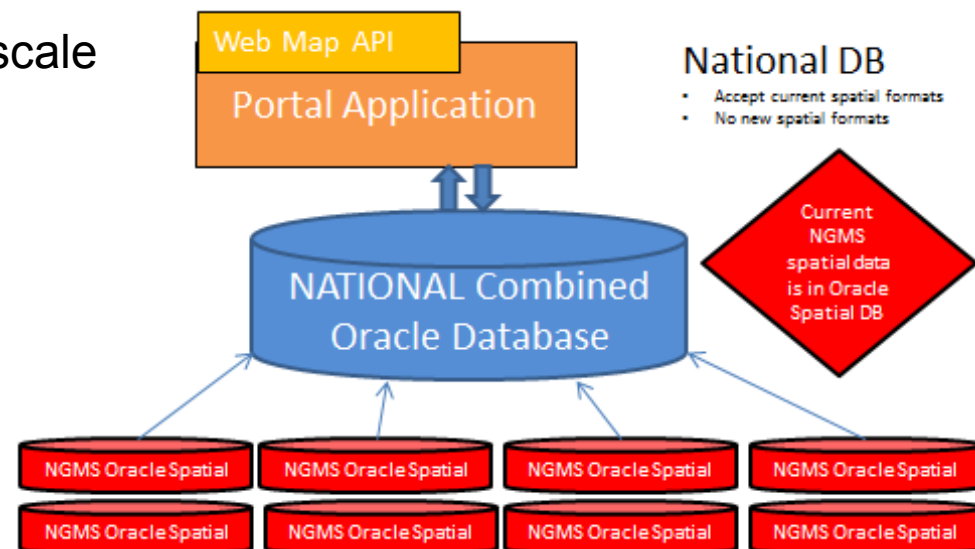 scale
Web Map API
Portal Application
National DB
• Accept current spatial formats
• No new spatial formats
Current
NGMS
spatial data
is in Oracle
Spatial DB
NATIONAL Combined
Oracle Database
NGMS Oracle Spatial
NGMS Oracle Spatial
NGMS Oracle Spatial
NGMS Oracle Spatial
NGMS Oracle Spatial
NGMS Oracle Spatial
NGMS Oracle Spatial
NGMS Oracle Spatial